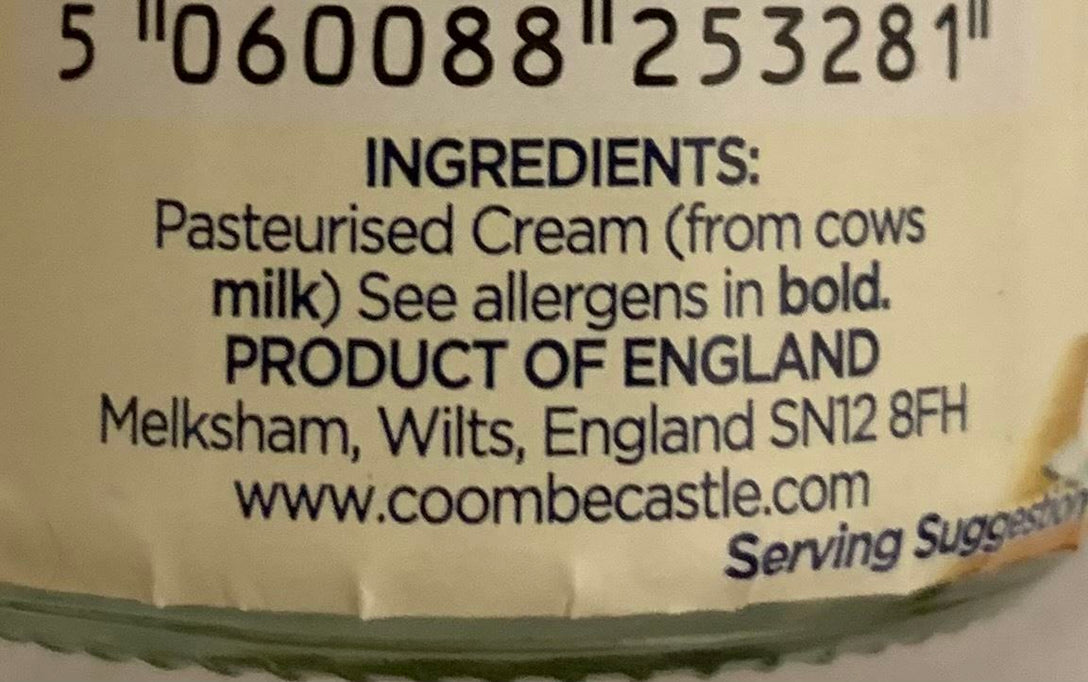 5 060088 253281
INGREDIENTS:
Pasteurised Cream (from cows
milk) See allergens in bold.
PRODUCT OF ENGLAND
Melksham, Wilts, England SN12 8FH
www.coombecastle.com
Serving Suggestion